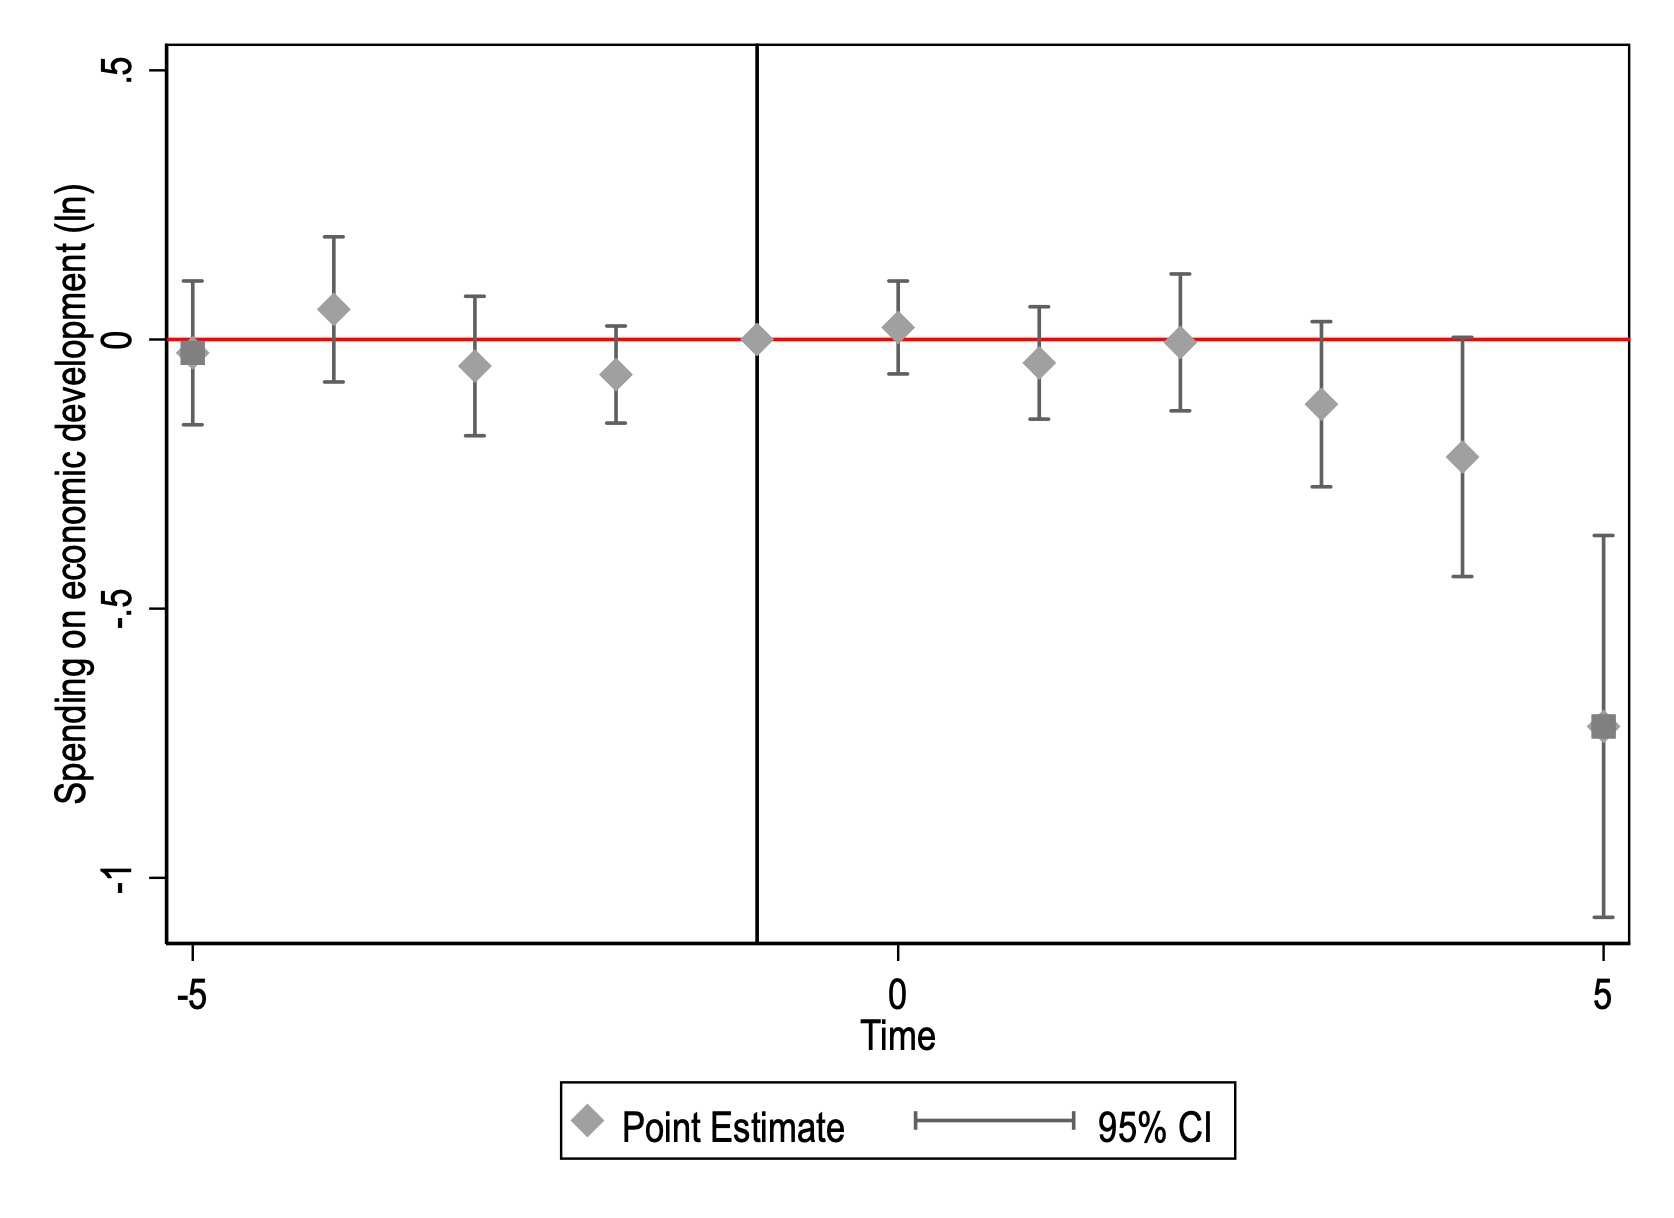 Spending on economic development (ln)
.5
0
-.5
-1
-5
0
5
Time
Point Estimate
95% CI